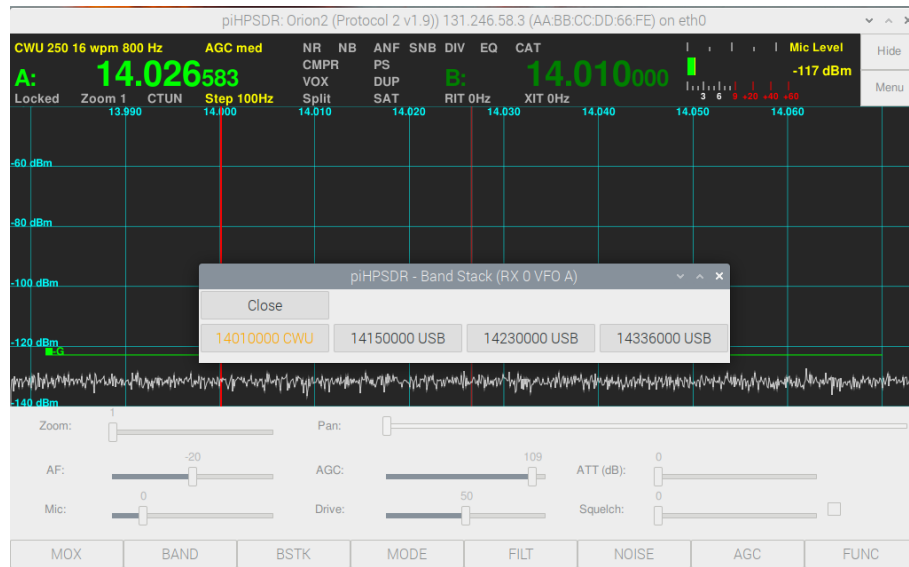 piHPSDR: Orion2 (Protocol 2 v1.9)) 131.246.58.3 (AA:BB:CC:DD:66:FE) on eth0
CWU 250 16 wpm 800 Hz AGC med NR NB ANF SNB DIV EQ CAT Mic Level Hide
CMPR PS
A: 14.026583 VOX DUP B: 14.010000 -117 dBm Menu
Locked Zoom 1 CTUN Step 100Hz Split SAT RIT 0Hz XIT 0Hz 3 6 9 +20 +40 +60
13.990 14.000 14.010 14.020 14.030 14.040 14.050 14.060
-60 dBm
-80 dBm
piHPSDR - Band Stack (RX 0 VFO A)
-100 dBm
Close
14010000 CWU 14150000 USB 14230000 USB 14336000 USB
-120 dBm
-G
-140 dBm
Zoom: 1 Pan:
AF: -20 AGC: 109 ATT (dB): 0
Mic: 0 Drive: 50 Squelch: 0
MOX BAND BSTK MODE FILT NOISE AGC FUNC